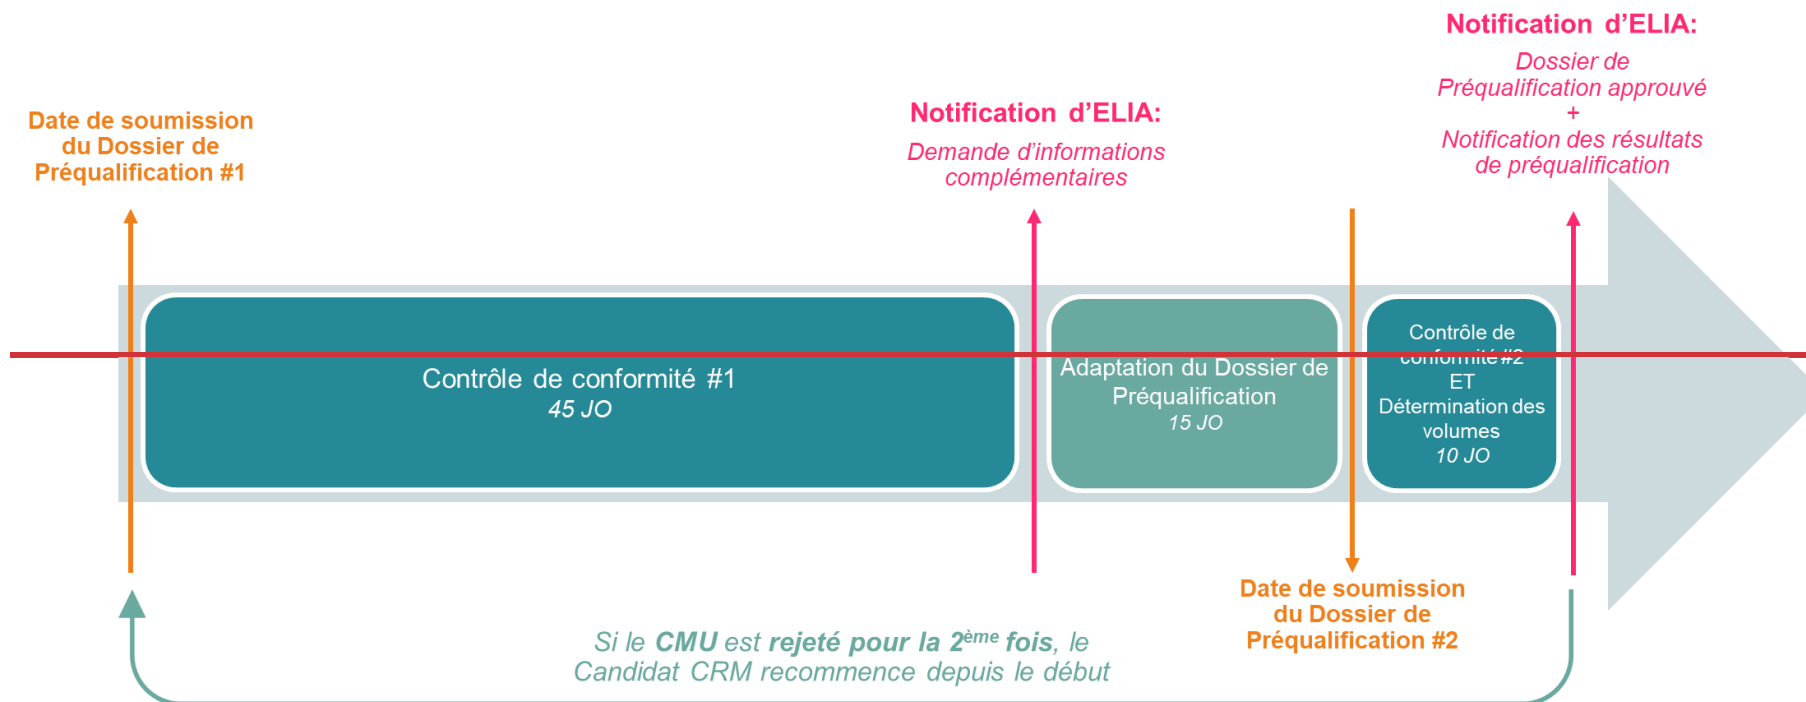 Date de soumission
du Dossier de
Préqualification #1
Notification d’ELIA:
Demande d’informations
complémentaires
Notification d’ELIA:
Dossier de
Préqualification approuvé
+
Notification des résultats
de préqualification
Contrôle de conformité #1
45 JO
Adaptation du Dossier de
Préqualification
15 JO
Contrôle de
conformité #2
ET
Détermination des
volumes
10 JO
Date de soumission
du Dossier de
Préqualification #2
Si le CMU est rejeté pour la 2ème fois, le
Candidat CRM recommence depuis le début